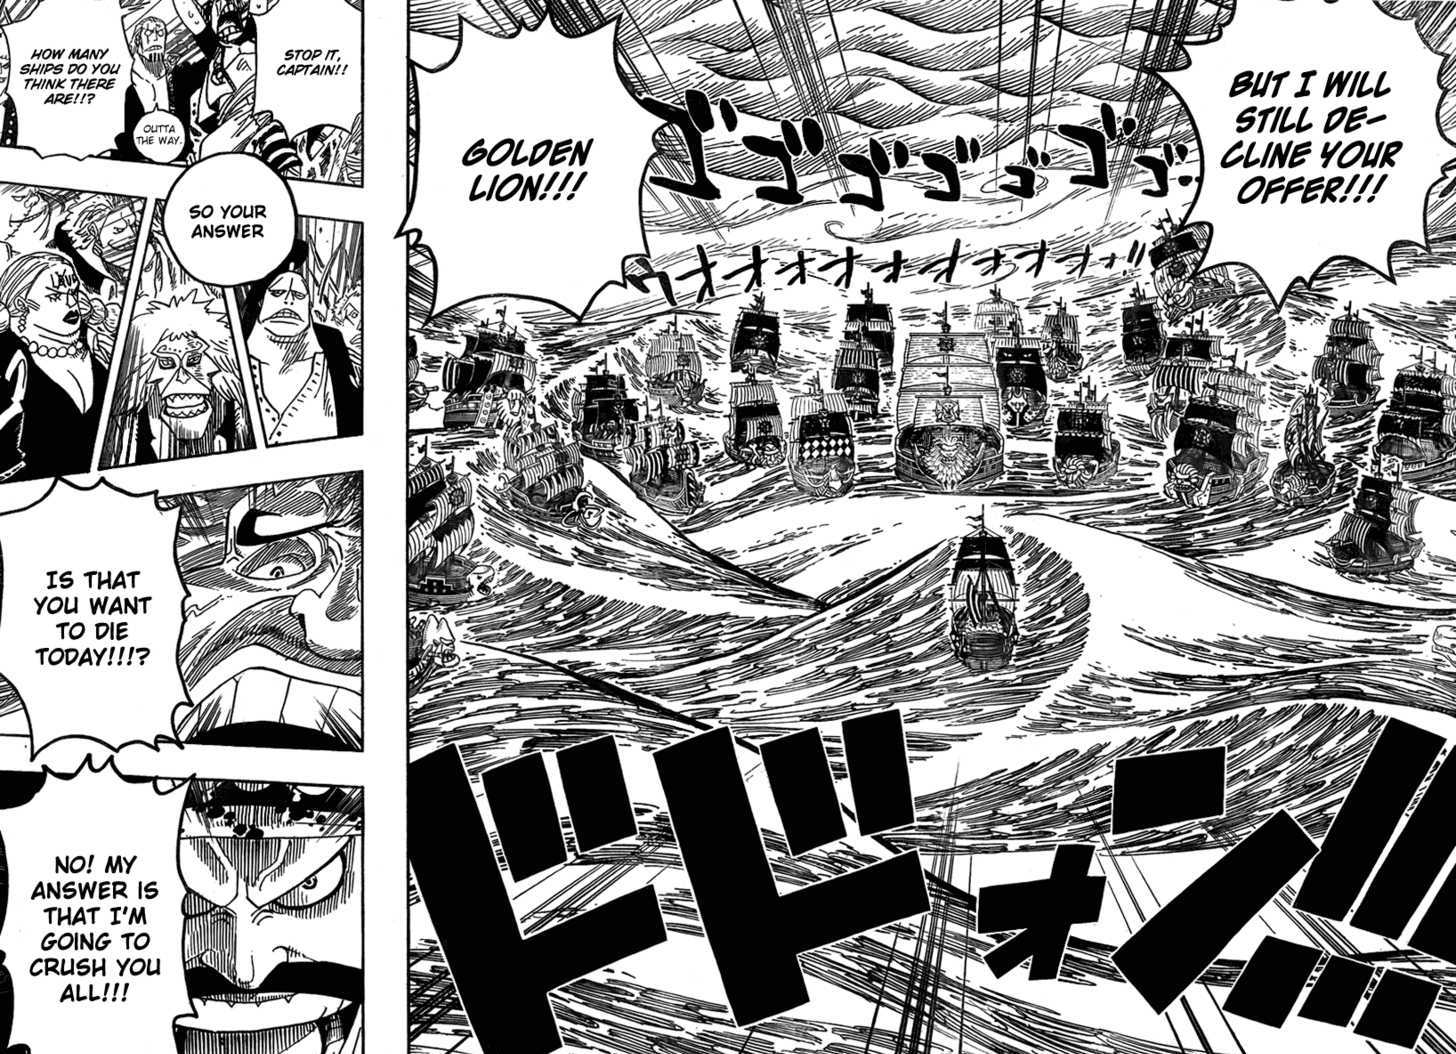 BUT I WILL
STILL DE-
CLINE YOUR
OFFER!!!
GOLDEN
LION!!!
ゴゴゴゴゴゴゴ
ウオオオオオオオオオ!!
ドドォン!!!
STOP IT,
CAPTAIN!!
HOW MANY
SHIPS DO YOU
THINK THERE
ARE!!?
OUTTA
THE WAY.
SO YOUR
ANSWER
IS THAT
YOU WANT
TO DIE
TODAY!!!?
NO! MY
ANSWER IS
THAT I'M
GOING TO
CRUSH YOU
ALL!!!